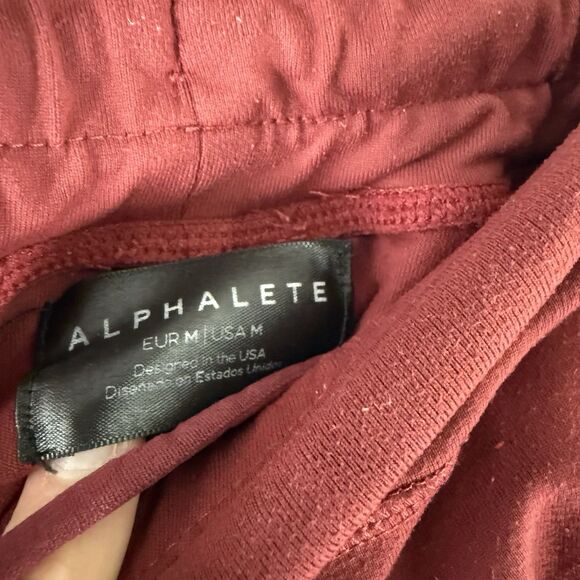 ALPHALETE
EUR M | USA M
Designed in the USA
Diseñado en Estados Unidos